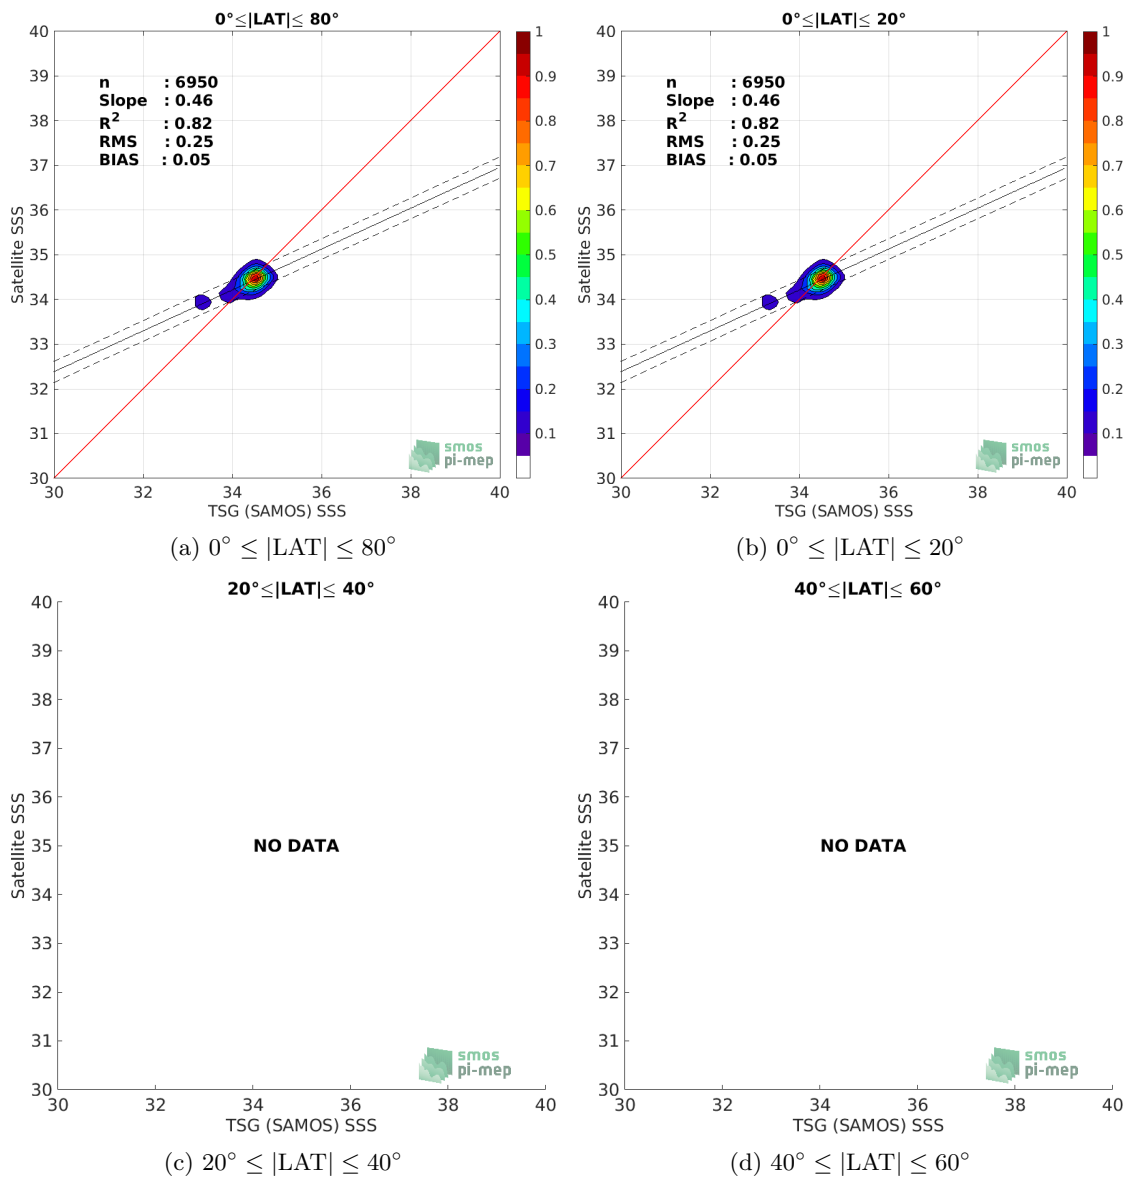 0°≤|LAT|≤ 80°
40
39
38
37
36
35
34
33
32
31
30
Satellite SSS
n : 6950
Slope : 0.46
R2 : 0.82
RMS : 0.25
BIAS : 0.05
smos
pi-mep
30 32 34 36 38 40
TSG (SAMOS) SSS
1
0.9
0.8
0.7
0.6
0.5
0.4
0.3
0.2
0.1
(a) 0° ≤ |LAT| ≤ 80°
0°≤|LAT|≤ 20°
40
39
38
37
36
35
34
33
32
31
30
Satellite SSS
n : 6950
Slope : 0.46
R2 : 0.82
RMS : 0.25
BIAS : 0.05
smos
pi-mep
30 32 34 36 38 40
TSG (SAMOS) SSS
1
0.9
0.8
0.7
0.6
0.5
0.4
0.3
0.2
0.1
(b) 0° ≤ |LAT| ≤ 20°
20°≤|LAT|≤ 40°
40
39
38
37
36
35
34
33
32
31
30
Satellite SSS
NO DATA
smos
pi-mep
30 32 34 36 38 40
TSG (SAMOS) SSS
(c) 20° ≤ |LAT| ≤ 40°
40°≤|LAT|≤ 60°
40
39
38
37
36
35
34
33
32
31
30
Satellite SSS
NO DATA
smos
pi-mep
30 32 34 36 38 40
TSG (SAMOS) SSS
(d) 40° ≤ |LAT| ≤ 60°